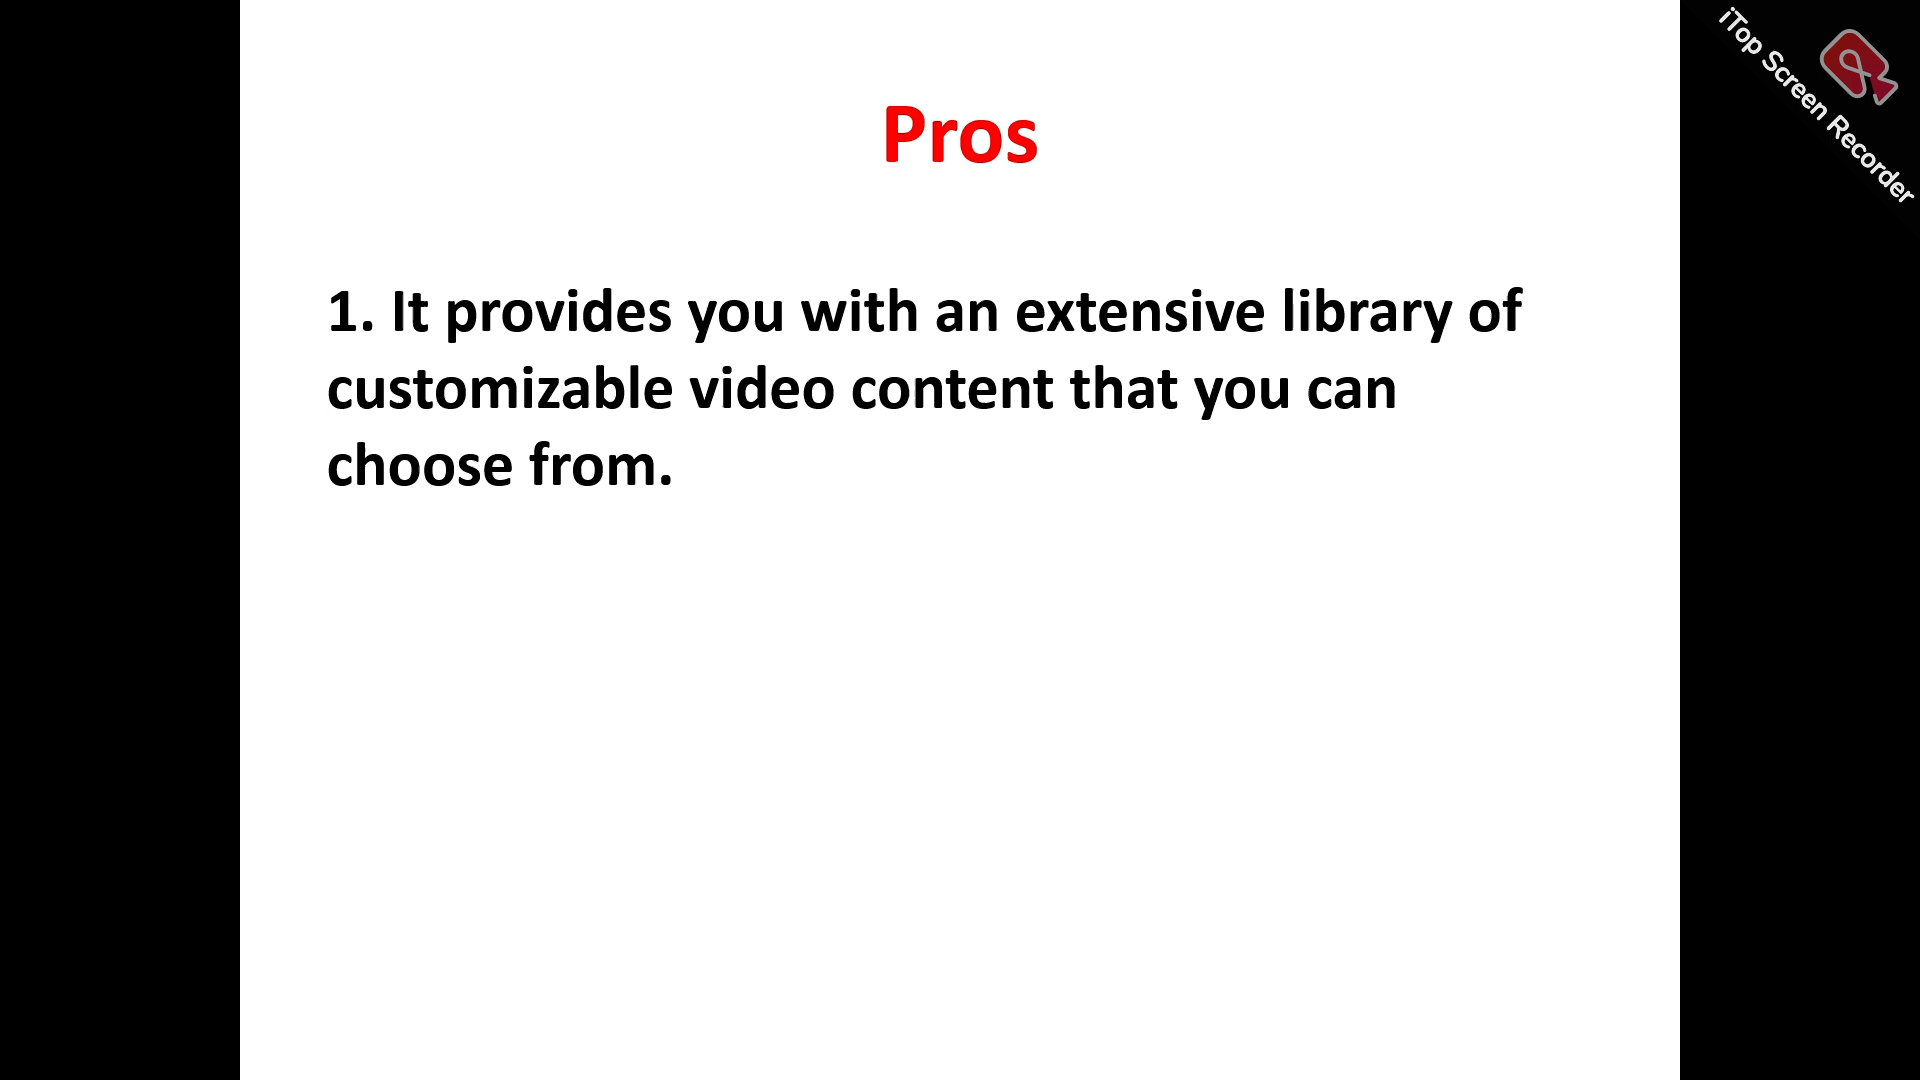 iTop Screen Recorder
Pros
1. It provides you with an extensive library of
customizable video content that you can
choose from.